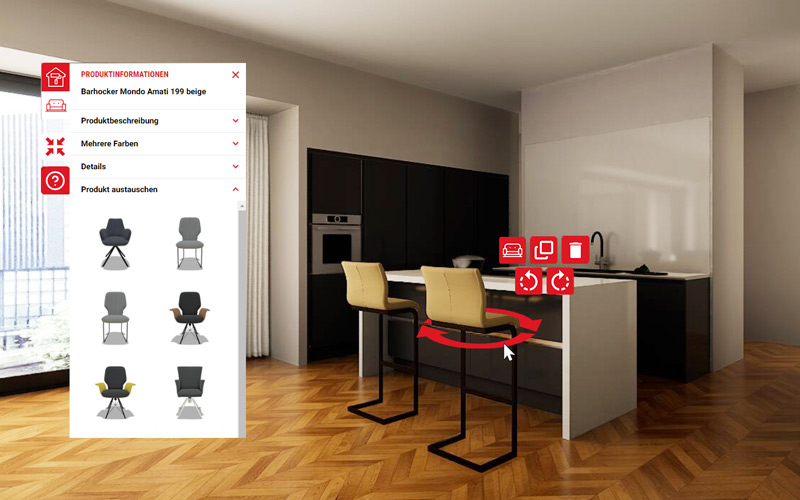 PRODUKTINFORMATIONEN
Barhocker Mondo Amati 199 beige
Produktbeschreibung
Mehrere Farben
Details
Produkt austauschen